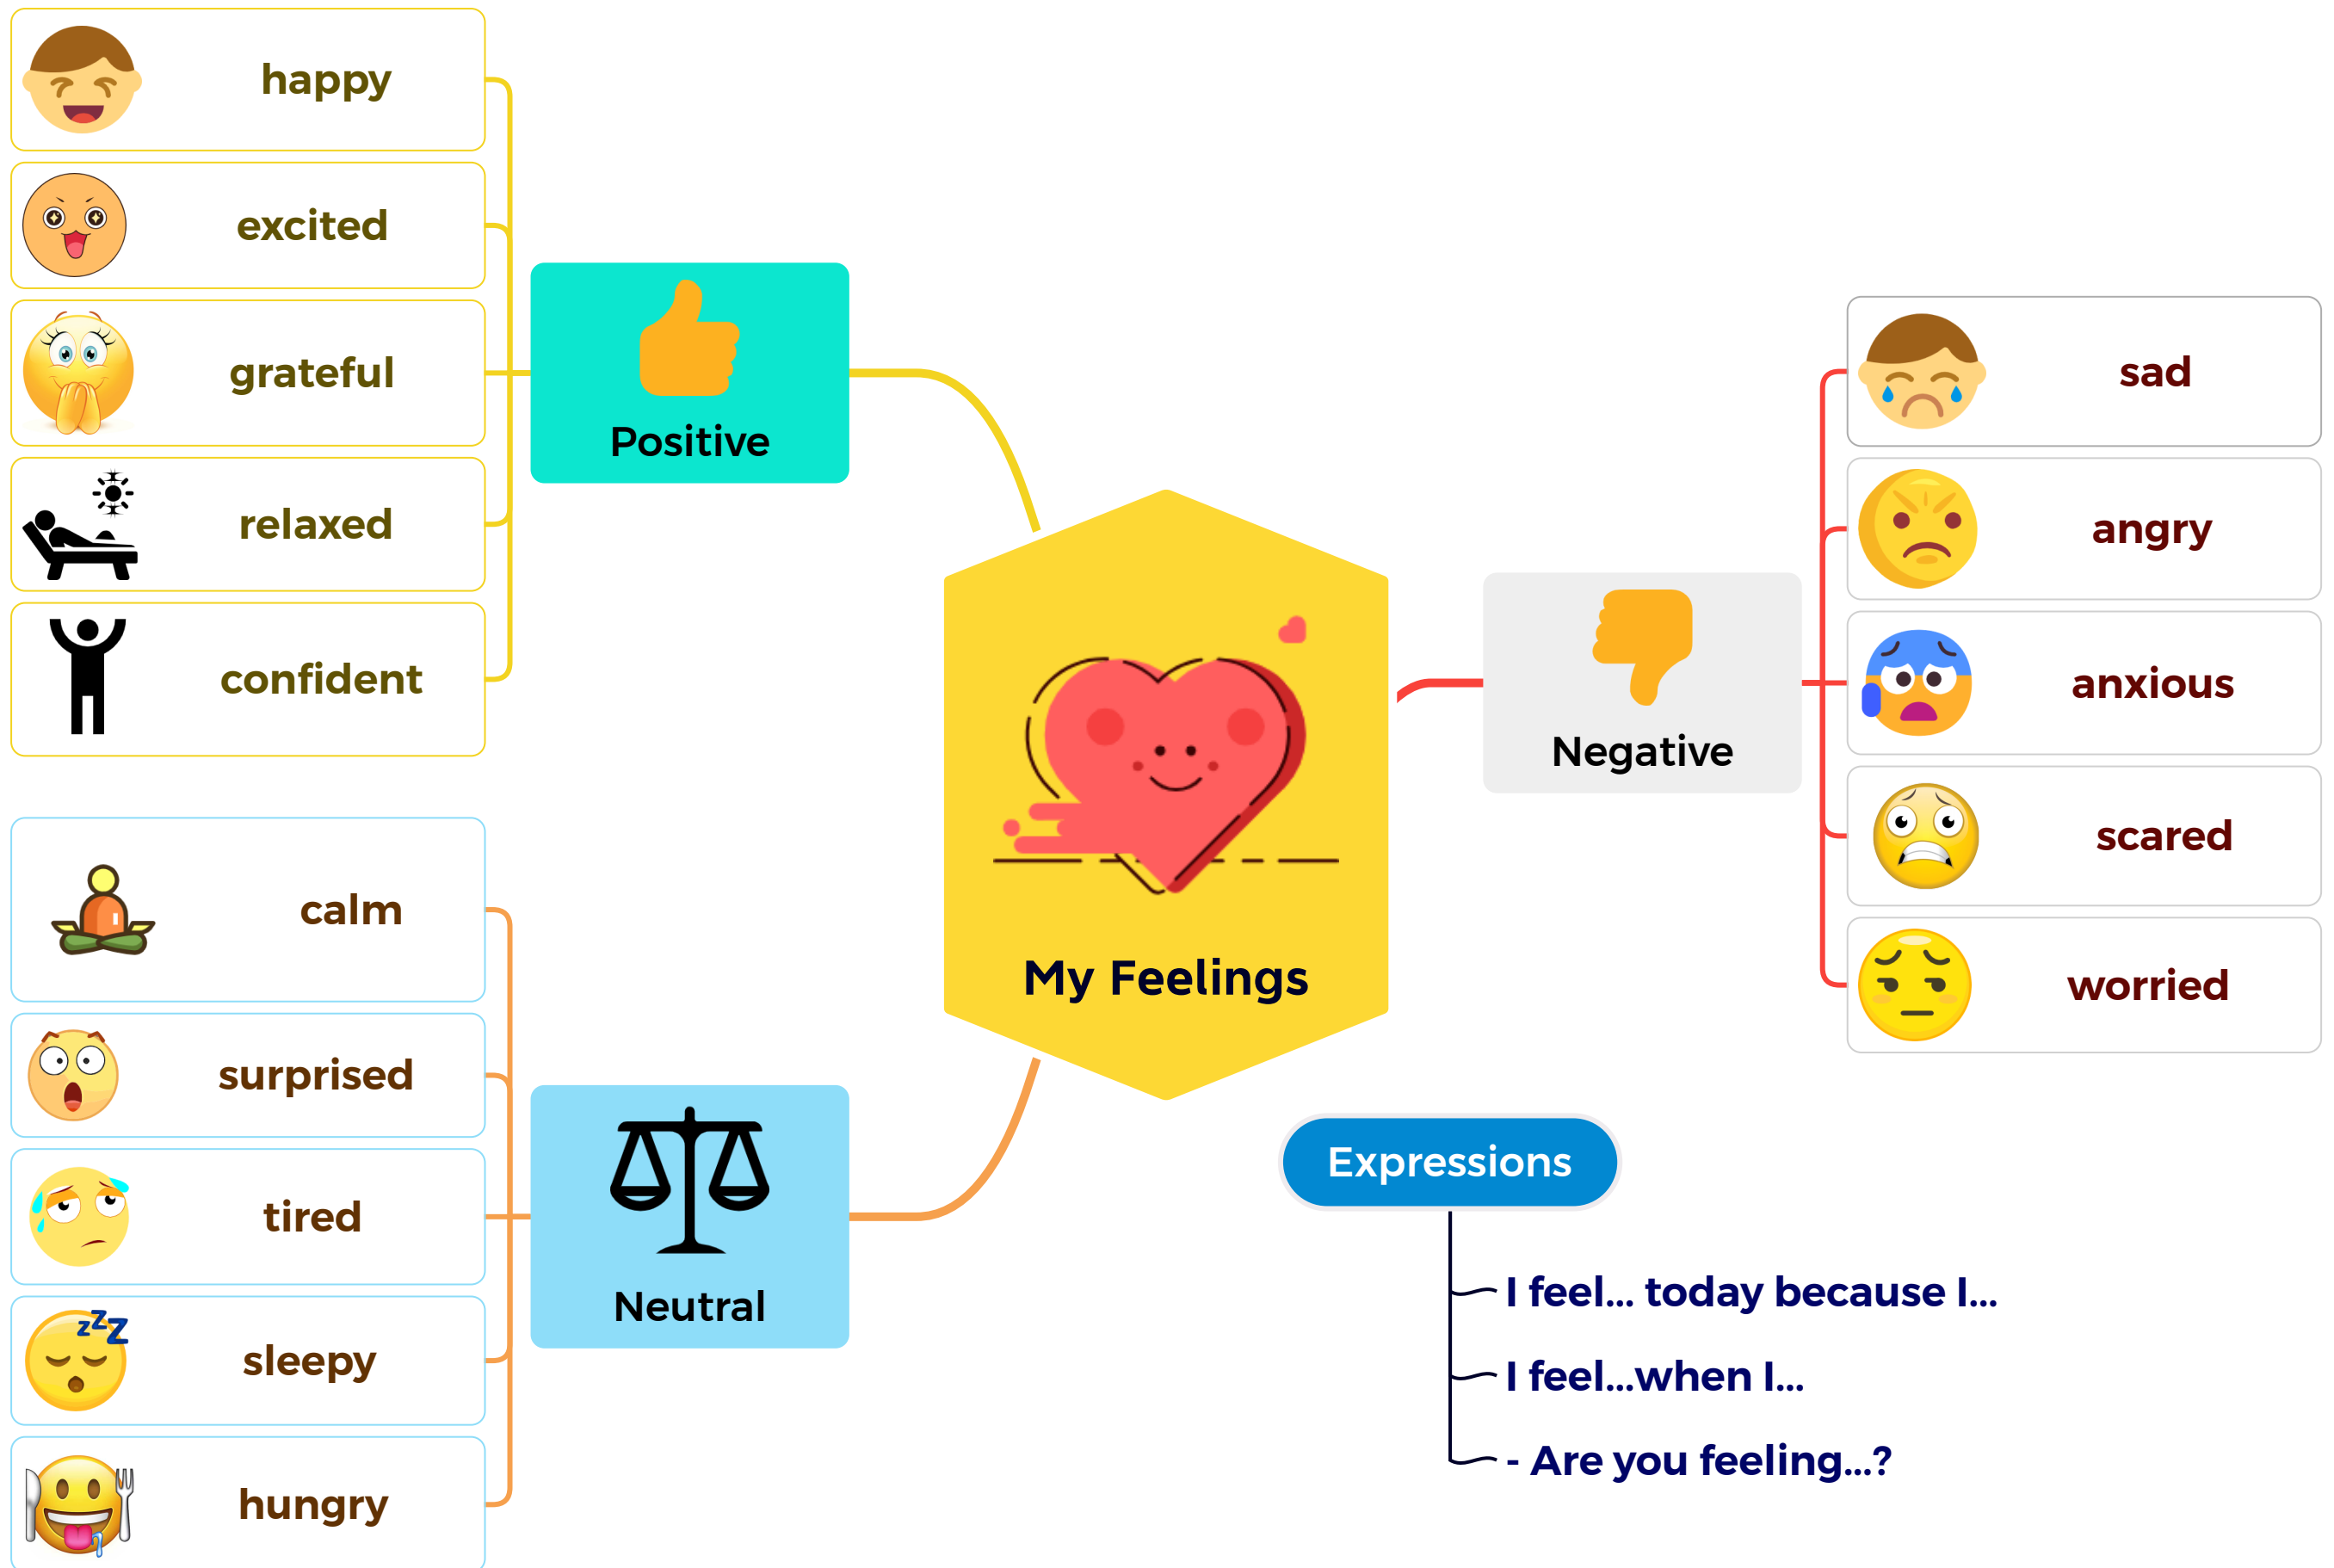 My Feelings
Positive
happy
excited
grateful
relaxed
confident
Neutral
calm
surprised
tired
sleepy
zzZ
hungry
Negative
sad
angry
anxious
scared
worried
Expressions
I feel... today because I...
I feel...when I...
- Are you feeling...?